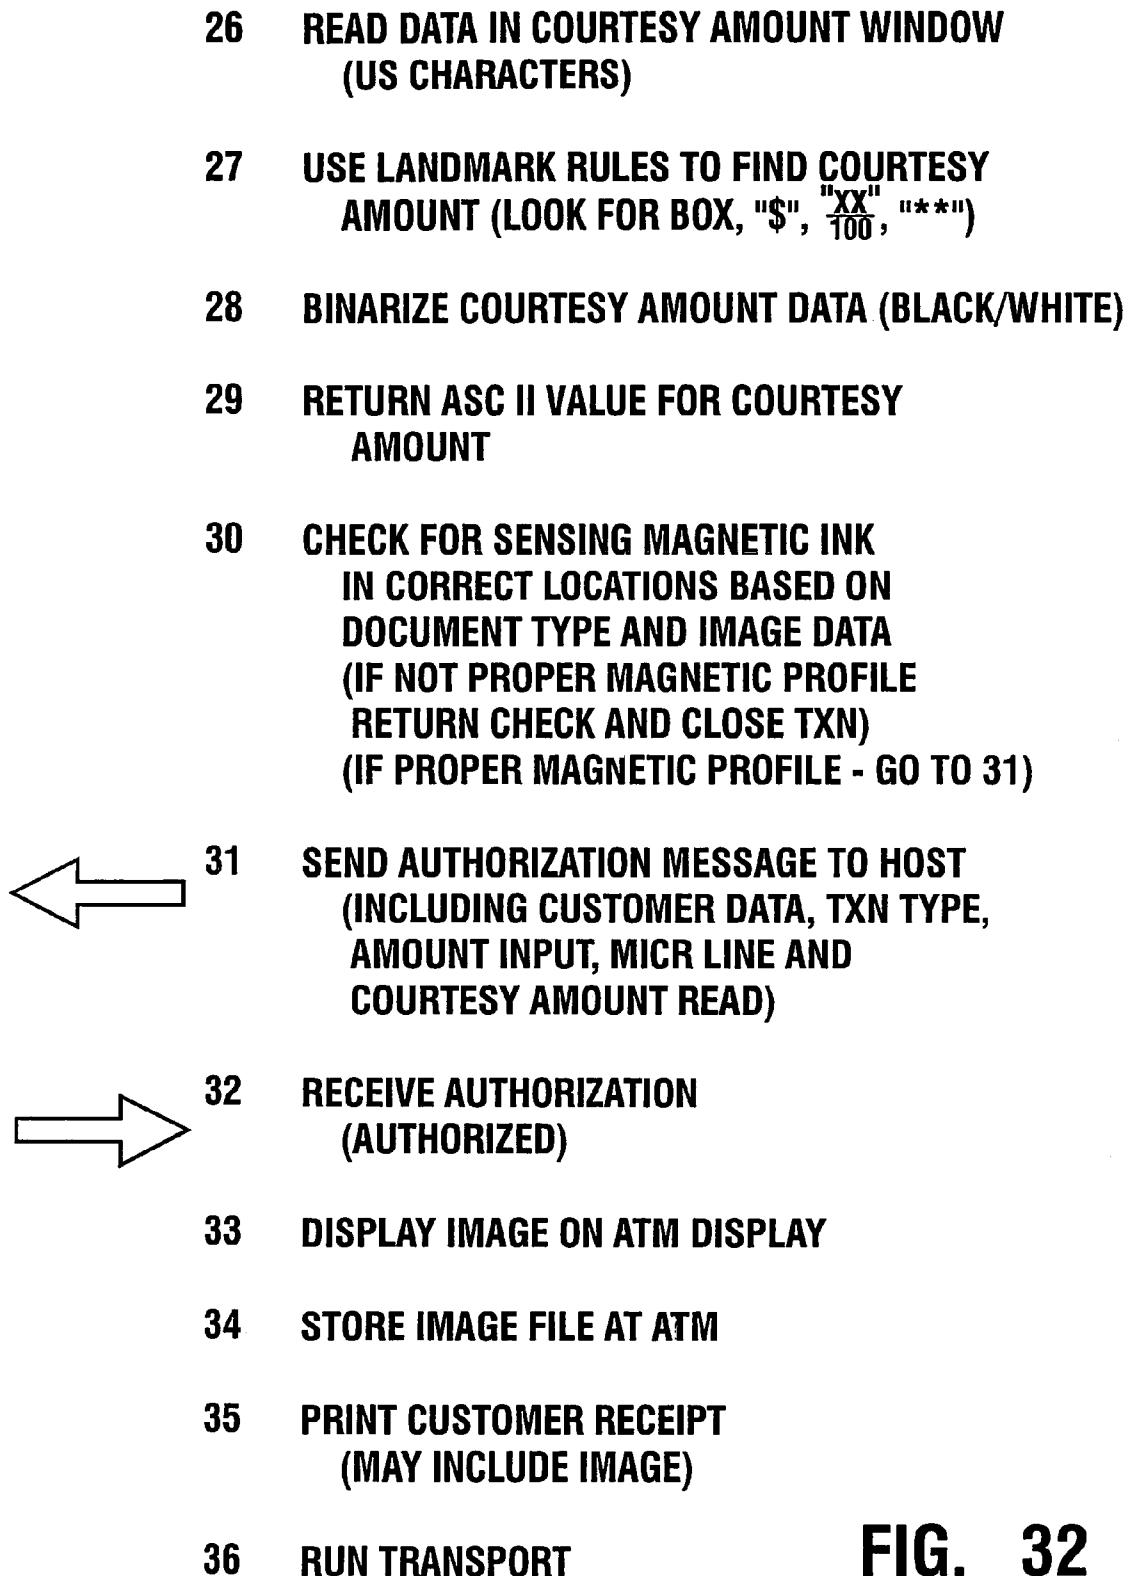 26 READ DATA IN COURTESY AMOUNT WINDOW
(US CHARACTERS)
27 USE LANDMARK RULES TO FIND COURTESY
AMOUNT (LOOK FOR BOX, "$", "XX"/100, "**")
28 BINARIZE COURTESY AMOUNT DATA (BLACK/WHITE)
29 RETURN ASC II VALUE FOR COURTESY
AMOUNT
30 CHECK FOR SENSING MAGNETIC INK
IN CORRECT LOCATIONS BASED ON
DOCUMENT TYPE AND IMAGE DATA
(IF NOT PROPER MAGNETIC PROFILE
RETURN CHECK AND CLOSE TXN)
(IF PROPER MAGNETIC PROFILE - GO TO 31)
31 SEND AUTHORIZATION MESSAGE TO HOST
(INCLUDING CUSTOMER DATA, TXN TYPE,
AMOUNT INPUT, MICR LINE AND
COURTESY AMOUNT READ)
32 RECEIVE AUTHORIZATION
(AUTHORIZED)
33 DISPLAY IMAGE ON ATM DISPLAY
34 STORE IMAGE FILE AT ATM
35 PRINT CUSTOMER RECEIPT
(MAY INCLUDE IMAGE)
36 RUN TRANSPORT
FIG. 32